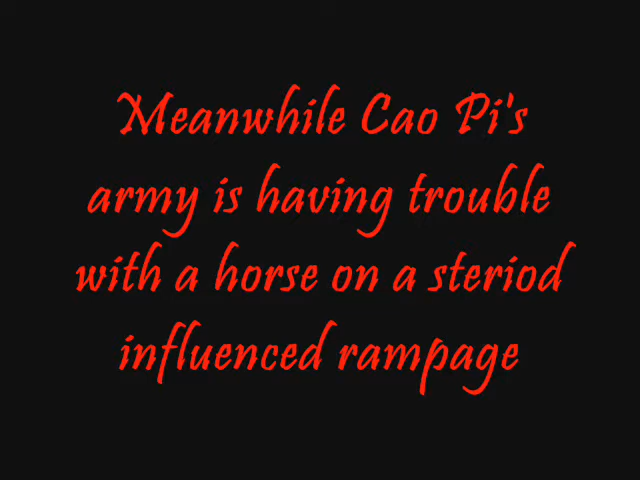 Meanwhile Cao Pi's
army is having trouble
with a horse on a steriod
influenced rampage